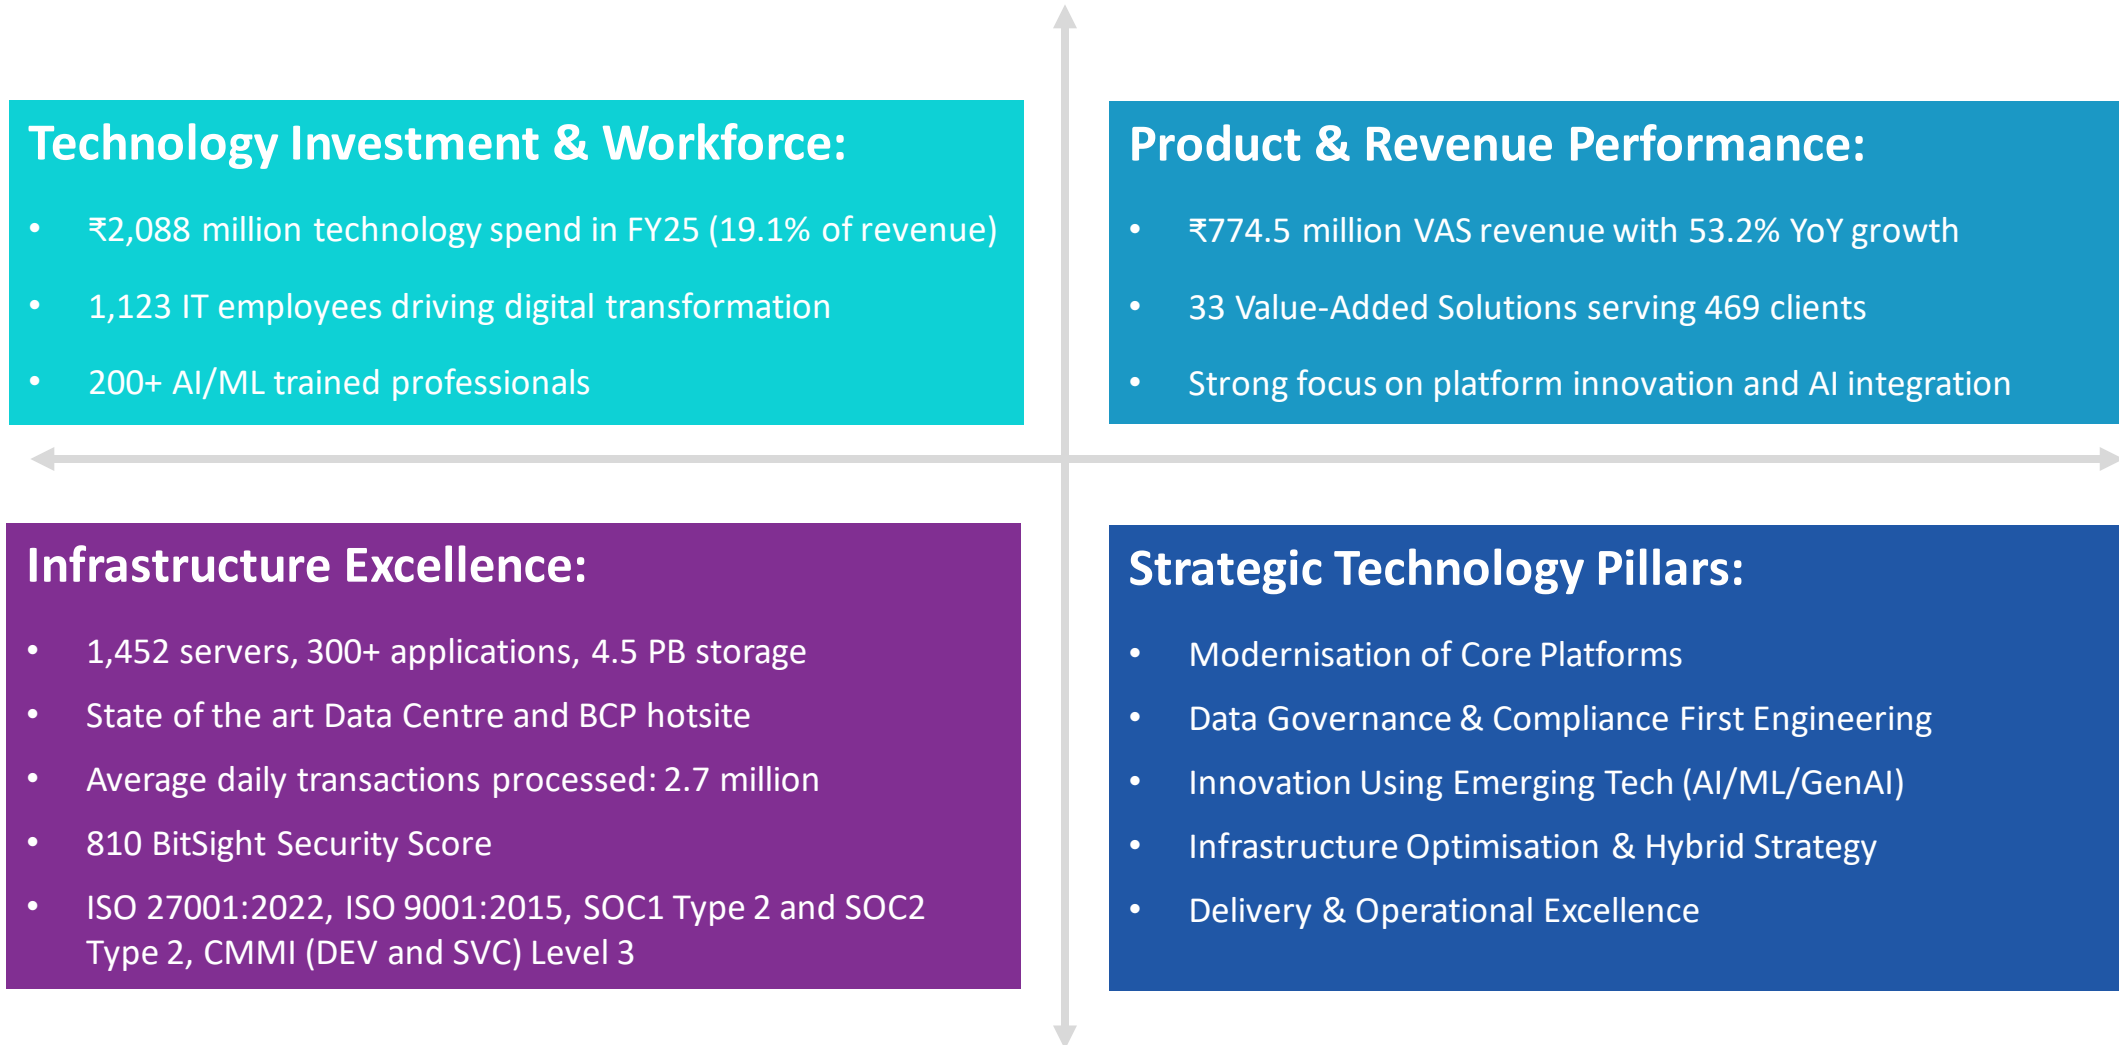 Technology Investment & Workforce:
• ₹2,088 million technology spend in FY25 (19.1% of revenue)
• 1,123 IT employees driving digital transformation
• 200+ AI/ML trained professionals
Product & Revenue Performance:
• ₹774.5 million VAS revenue with 53.2% YoY growth
• 33 Value-Added Solutions serving 469 clients
• Strong focus on platform innovation and AI integration
Infrastructure Excellence:
• 1,452 servers, 300+ applications, 4.5 PB storage
• State of the art Data Centre and BCP hotsite
• Average daily transactions processed: 2.7 million
• 810 BitSight Security Score
• ISO 27001:2022, ISO 9001:2015, SOC1 Type 2 and SOC2
Type 2, CMMI (DEV and SVC) Level 3
Strategic Technology Pillars:
• Modernisation of Core Platforms
• Data Governance & Compliance First Engineering
• Innovation Using Emerging Tech (AI/ML/GenAI)
• Infrastructure Optimisation & Hybrid Strategy
• Delivery & Operational Excellence